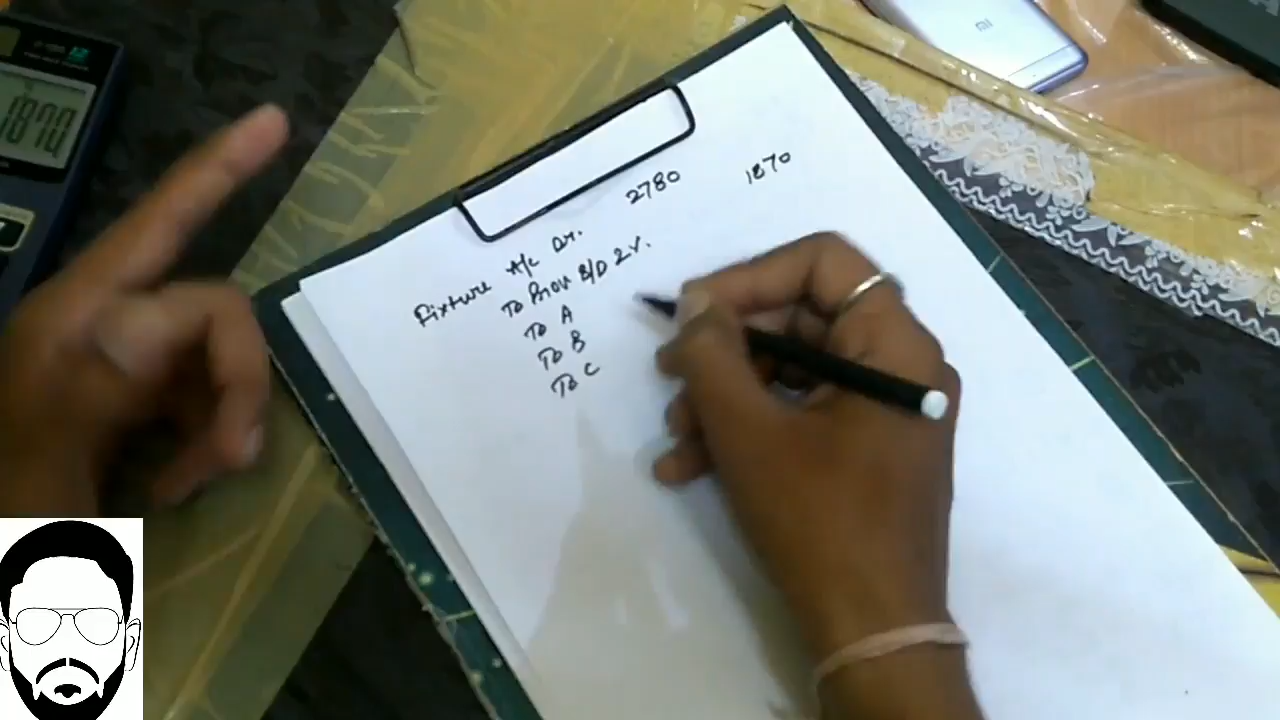 1870
mi
2780 1870
Fixture A/c Dr.
To Prov B/D 2.Y.
To A
To B
To C